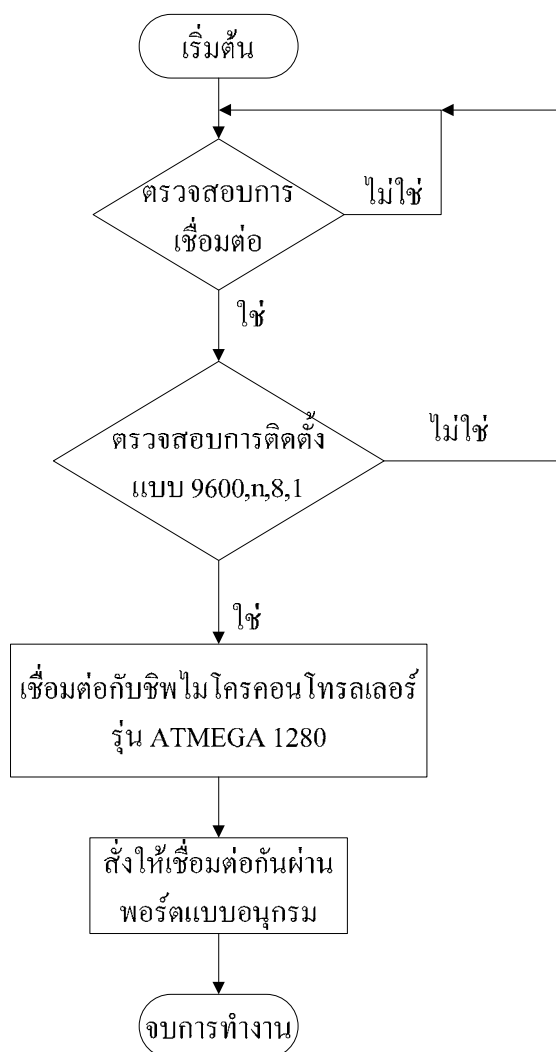 เริ่มต้น
ตรวจสอบการ
เชื่อมต่อ
ไม่ใช่
ใช่
ตรวจสอบการติดตั้ง
แบบ 9600,n,8,1
ไม่ใช่
ใช่
เชื่อมต่อกับชิพไมโครคอนโทรลเลอร์
รุ่น ATMEGA 1280
สั่งให้เชื่อมต่อกันผ่าน
พอร์ตแบบอนุกรม
จบการทำงาน